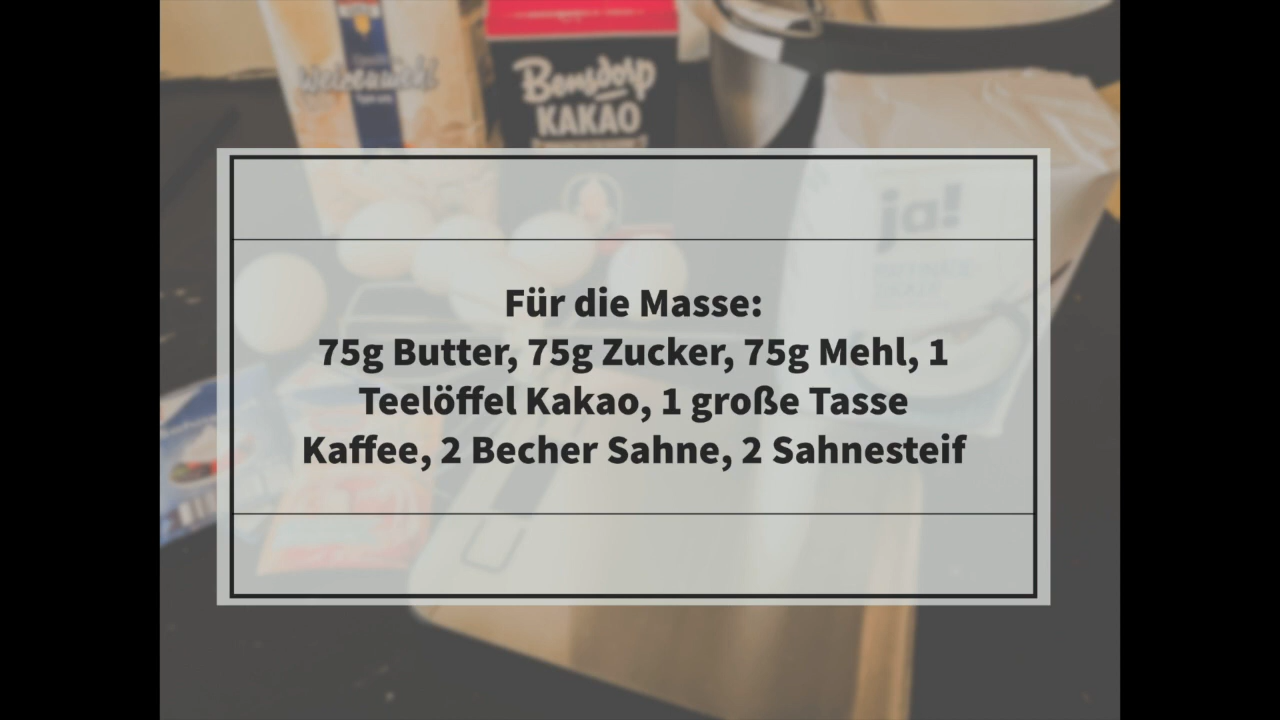 Weizenmehl
Bensdorp
KAKAO
ja!
Für die Masse:
75g Butter, 75g Zucker, 75g Mehl, 1
Teelöffel Kakao, 1 große Tasse
Kaffee, 2 Becher Sahne, 2 Sahnesteif